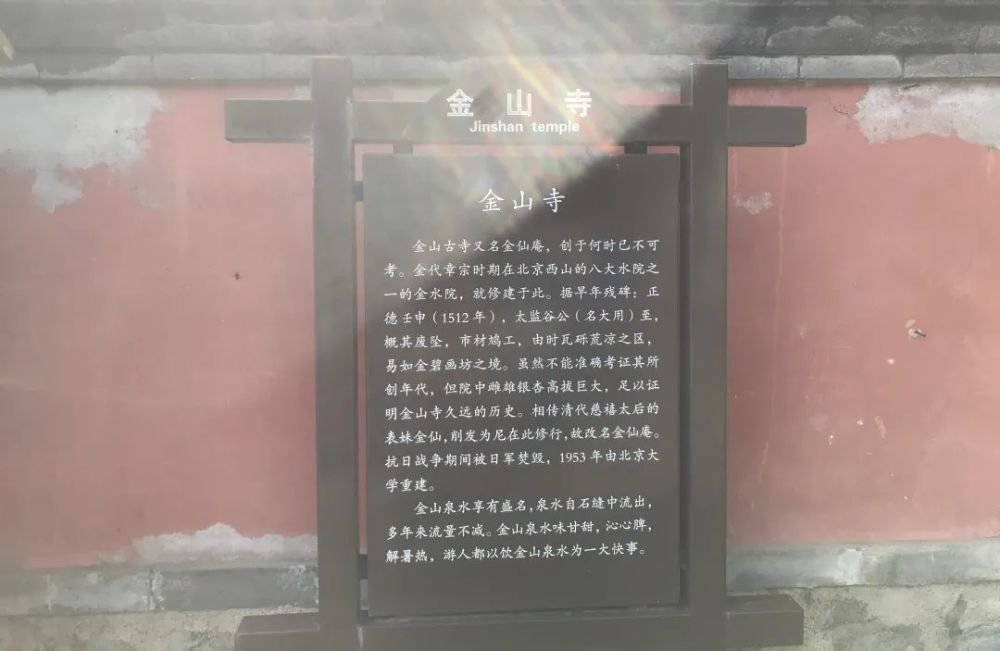 金山寺
Jinshan temple
金山寺
金山古寺又名金仙庵，创于何时已不可
考。金代章宗时期在北京西山的八大水院之
一的金水院，就修建于此。据早年残碑：正
德壬申（1512年），太监谷公（名大用）至，
概其废坠，市材鸠工，由时瓦砾荒凉之区，
易如金碧画坊之境。虽然不能准确考证其所
创年代，但院中雌雄银杏高拔巨大，足以证
明金山寺久远的历史。相传清代慈禧太后的
表妹金仙，削发为尼在此修行，故改名金仙庵。
抗日战争期间被日军焚毁，1953年由北京大
学重建。
金山泉水享有盛名，泉水自石缝中流出，
多年来流量不减。金山泉水味甘甜，沁心脾，
解暑热，游人都以饮金山泉水为一大快事。